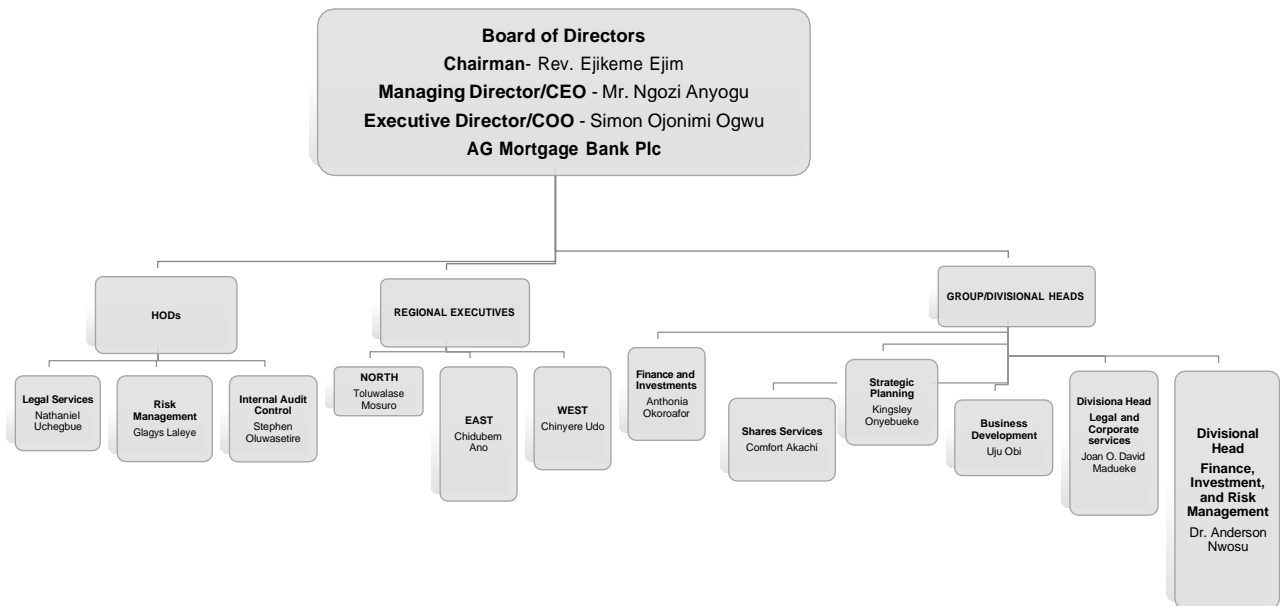 Board of Directors
Chairman- Rev. Ejikeme Ejim
Managing Director/CEO - Mr. Ngozi Anyogu
Executive Director/COO - Simon Ojonimi Ogwu
AG Mortgage Bank Plc
HODs
REGIONAL EXECUTIVES
GROUP/DIVISIONAL HEADS
Legal Services
Nathaniel
Uchegbue
Risk
Management
Glagys Laleye
Internal Audit
Control
Stephen
Oluwasetire
NORTH
Toluwalase
Mosuro
EAST
Chidubem
Ano
WEST
Chinyere Udo
Finance and
Investments
Anthonia
Okoroafor
Shares Services
Comfort Akachi
Strategic
Planning
Kingsley
Onyebueke
Business
Development
Uju Obi
Divisiona Head
Legal and
Corporate
services
Joan O. David
Madueke
Divisional
Head
Finance,
Investment,
and Risk
Management
Dr. Anderson
Nwosu